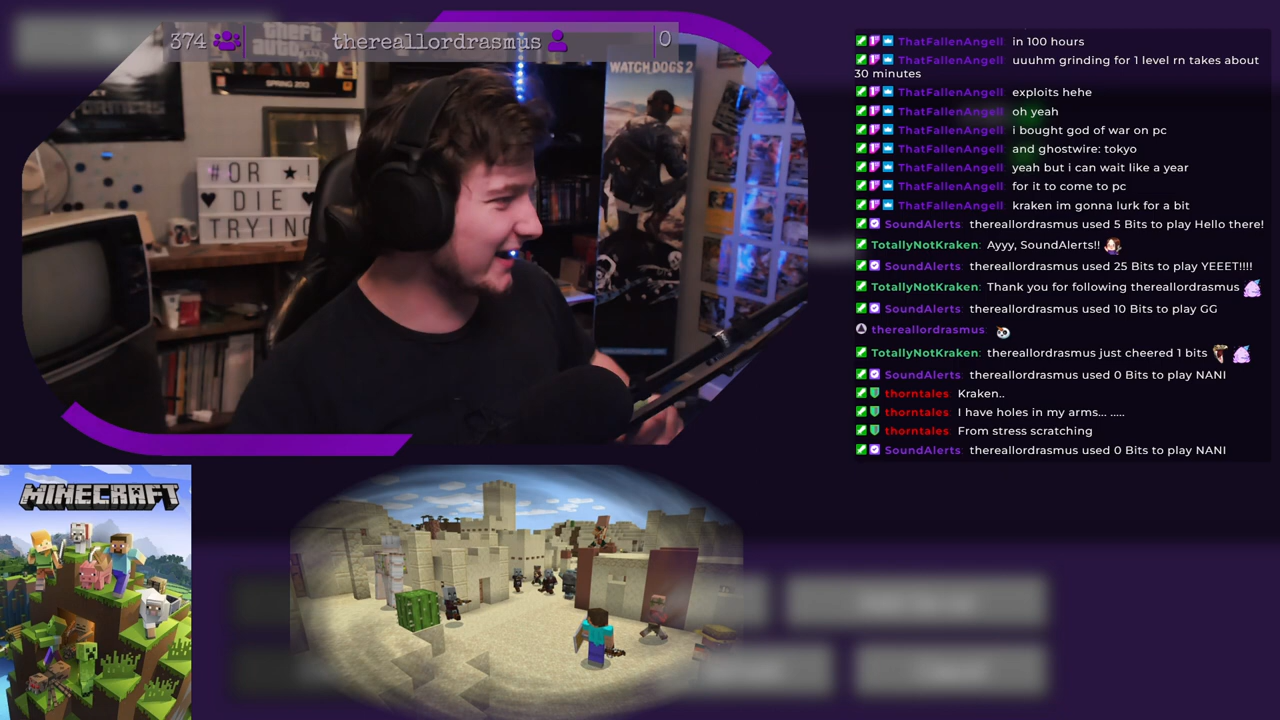 374
thereallordrasmus
0
theft
auto
SPRING 2013
WATCH DOGS 2
#OR ★!
♥ DIE ♥
TRYING
ThatFallenAngell: in 100 hours
ThatFallenAngell: uuuhm grinding for 1 level rn takes about
30 minutes
ThatFallenAngell: exploits hehe
ThatFallenAngell: oh yeah
ThatFallenAngell: i bought god of war on pc
ThatFallenAngell: and ghostwire: tokyo
ThatFallenAngell: yeah but i can wait like a year
ThatFallenAngell: for it to come to pc
ThatFallenAngell: kraken im gonna lurk for a bit
SoundAlerts: thereallordrasmus used 5 Bits to play Hello there!
TotallyNotKraken: Ayyy, SoundAlerts!!
SoundAlerts: thereallordrasmus used 25 Bits to play YEEET!!!!
TotallyNotKraken: Thank you for following thereallordrasmus
SoundAlerts: thereallordrasmus used 10 Bits to play GG
thereallordrasmus:
TotallyNotKraken: thereallordrasmus just cheered 1 bits
SoundAlerts: thereallordrasmus used 0 Bits to play NANI
thorntales: Kraken..
thorntales: I have holes in my arms... .....
thorntales: From stress scratching
SoundAlerts: thereallordrasmus used 0 Bits to play NANI
MINECRAFT